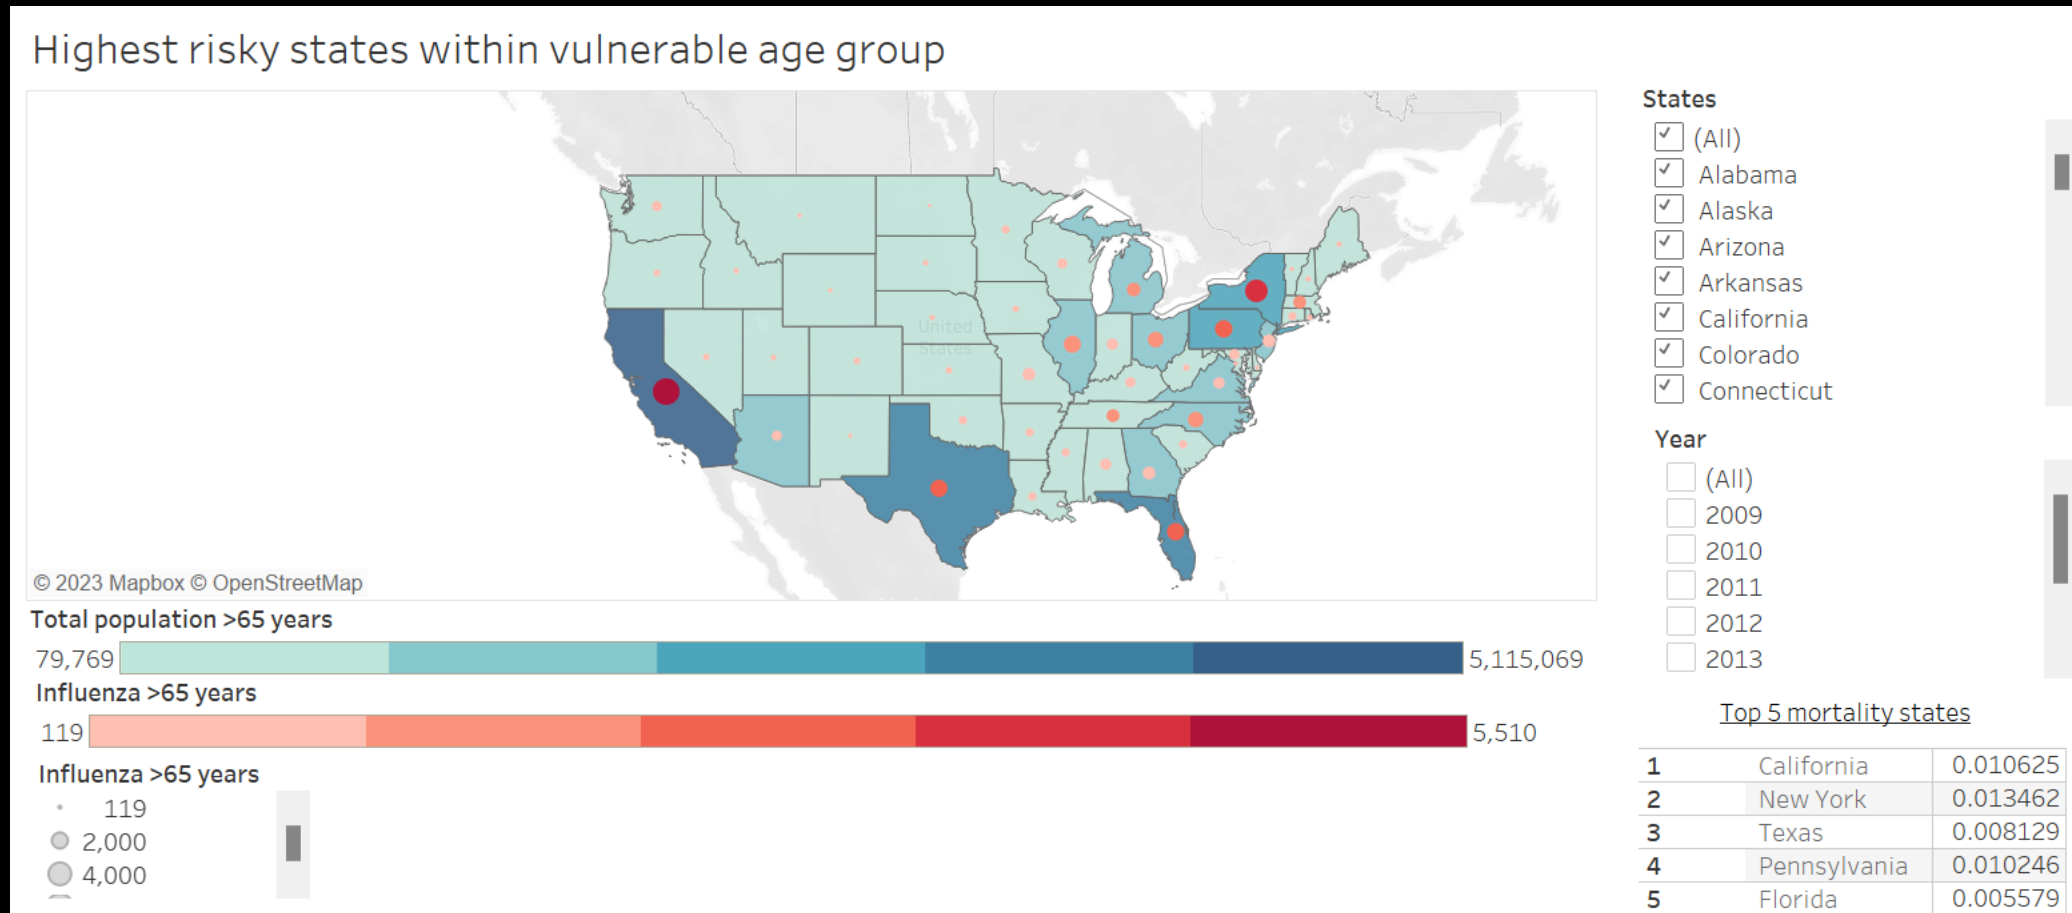 Highest risky states within vulnerable age group
United
States
© 2023 Mapbox © OpenStreetMap
Total population >65 years
79,769 5,115,069
Influenza >65 years
119 5,510
Influenza >65 years
119
2,000
4,000
States
(All)
Alabama
Alaska
Arizona
Arkansas
California
Colorado
Connecticut
Year
(All)
2009
2010
2011
2012
2013
Top 5 mortality states
1 California 0.010625
2 New York 0.013462
3 Texas 0.008129
4 Pennsylvania 0.010246
5 Florida 0.005579